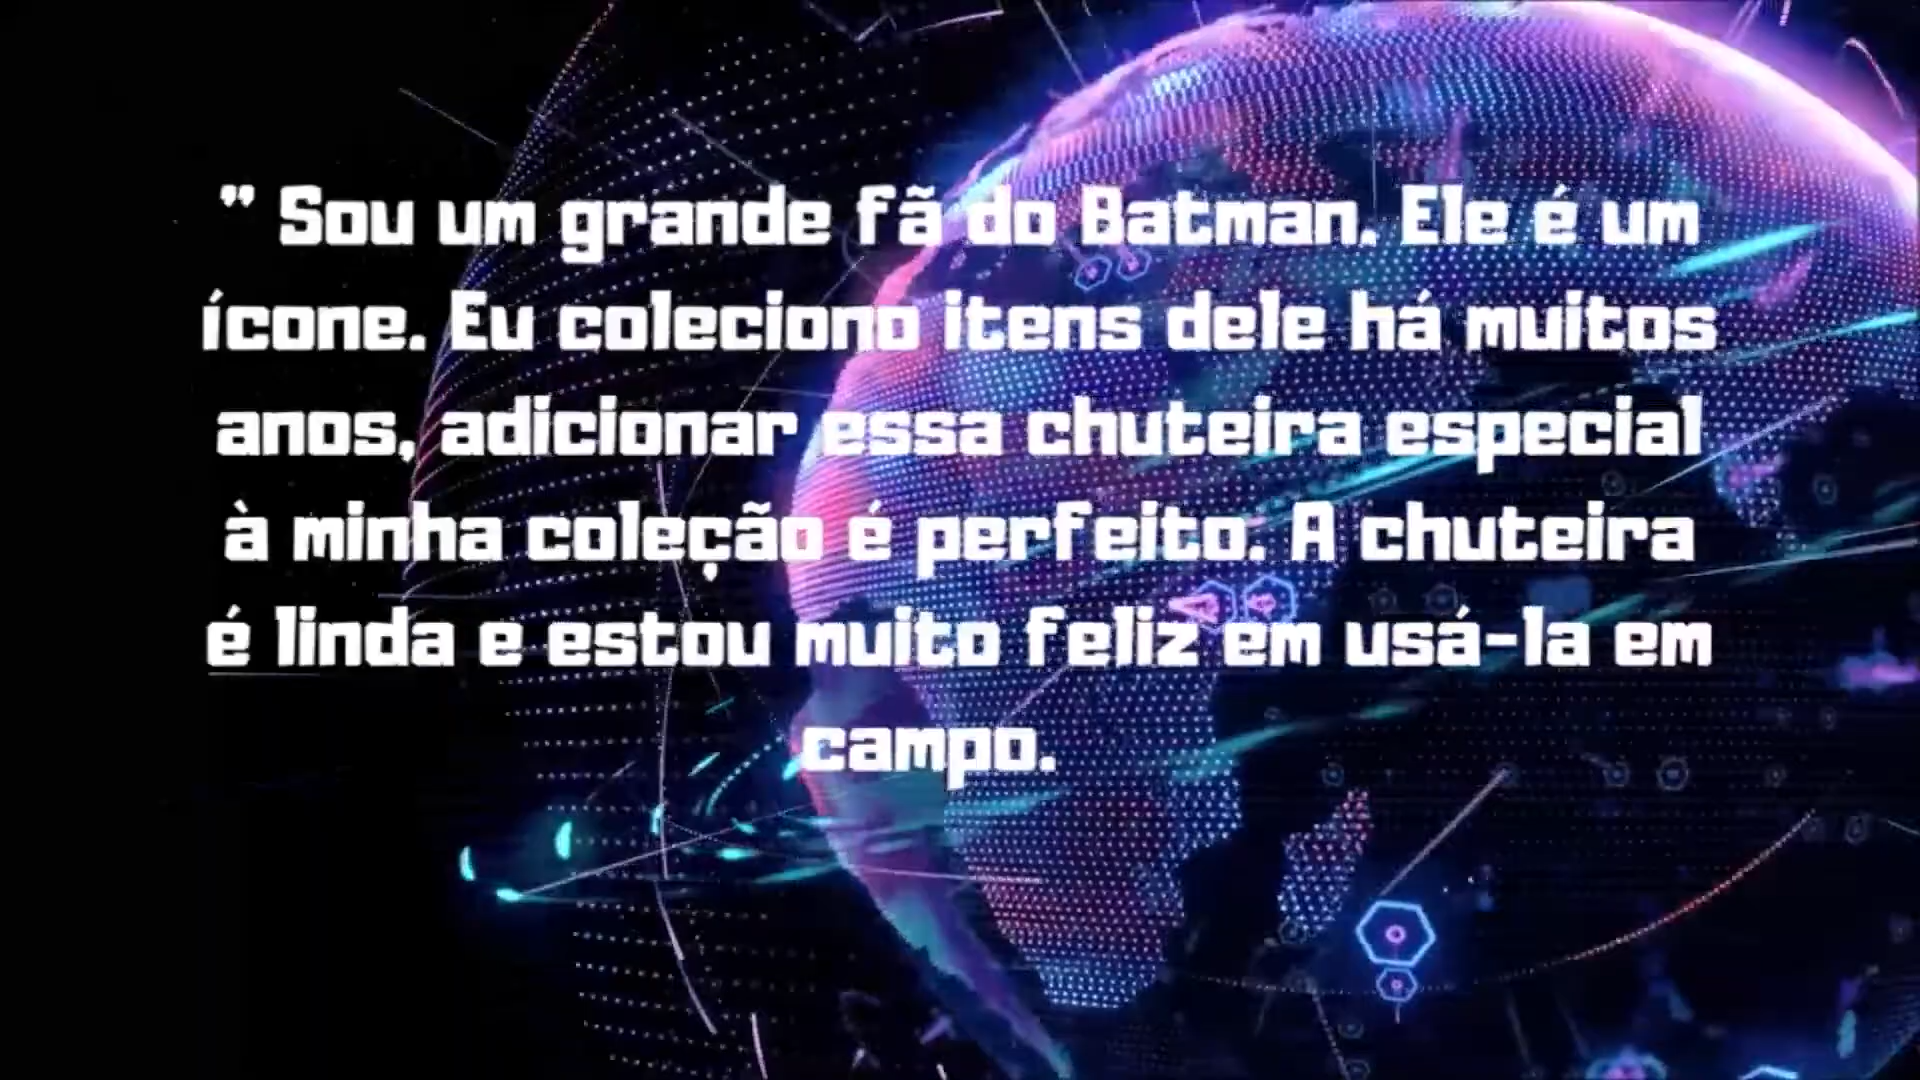 " Sou um grande fã do Batman. Ele é um
ícone. Eu coleciono itens dele há muitos
anos, adicionar essa chuteira especial
à minha coleção é perfeito. A chuteira
é linda e estou muito feliz em usá-la em
campo.